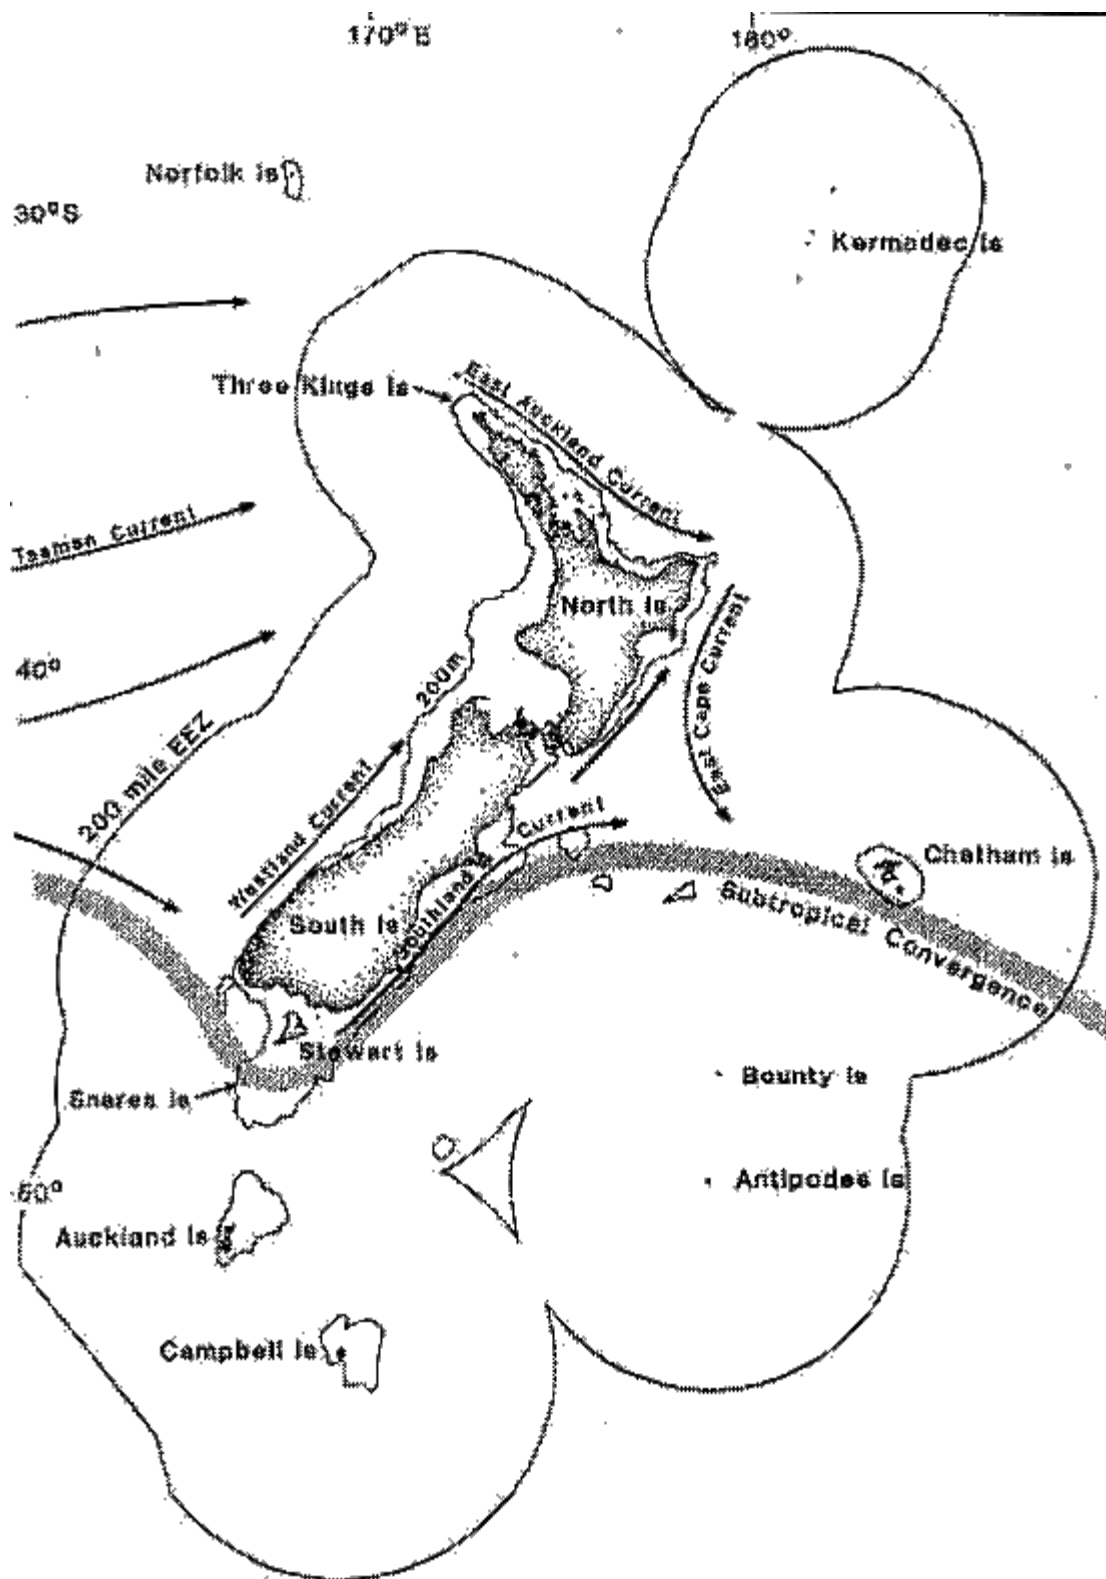 170° E
180°
Norfolk Is
30° S
Kermadec Is
Three Kings Is
East Auckland Current
Tasman Current
North Is
40°
200m
East Cape Current
200 mile EEZ
Westland Current
Current
Chatham Is
South Is
Southland
Subtropical Convergence
Stewart Is
Bounty Is
Snares Is
Antipodes Is
50°
Auckland Is
Campbell Is